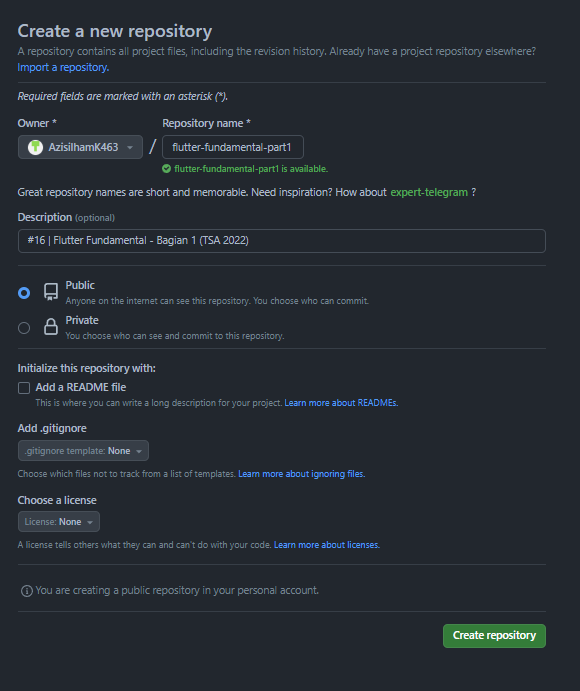 Create a new repository
A repository contains all project files, including the revision history. Already have a project repository elsewhere?
Import a repository.
Required fields are marked with an asterisk (*).
Owner * Repository name *
AzisIlhamK463 / flutter-fundamental-part1
flutter-fundamental-part1 is available.
Great repository names are short and memorable. Need inspiration? How about expert-telegram ?
Description (optional)
#16 | Flutter Fundamental - Bagian 1 (TSA 2022)
Public
Anyone on the internet can see this repository. You choose who can commit.
Private
You choose who can see and commit to this repository.
Initialize this repository with:
Add a README file
This is where you can write a long description for your project. Learn more about READMEs.
Add .gitignore
.gitignore template: None
Choose which files not to track from a list of templates. Learn more about ignoring files.
Choose a license
License: None
A license tells others what they can and can't do with your code. Learn more about licenses.
You are creating a public repository in your personal account.
Create repository